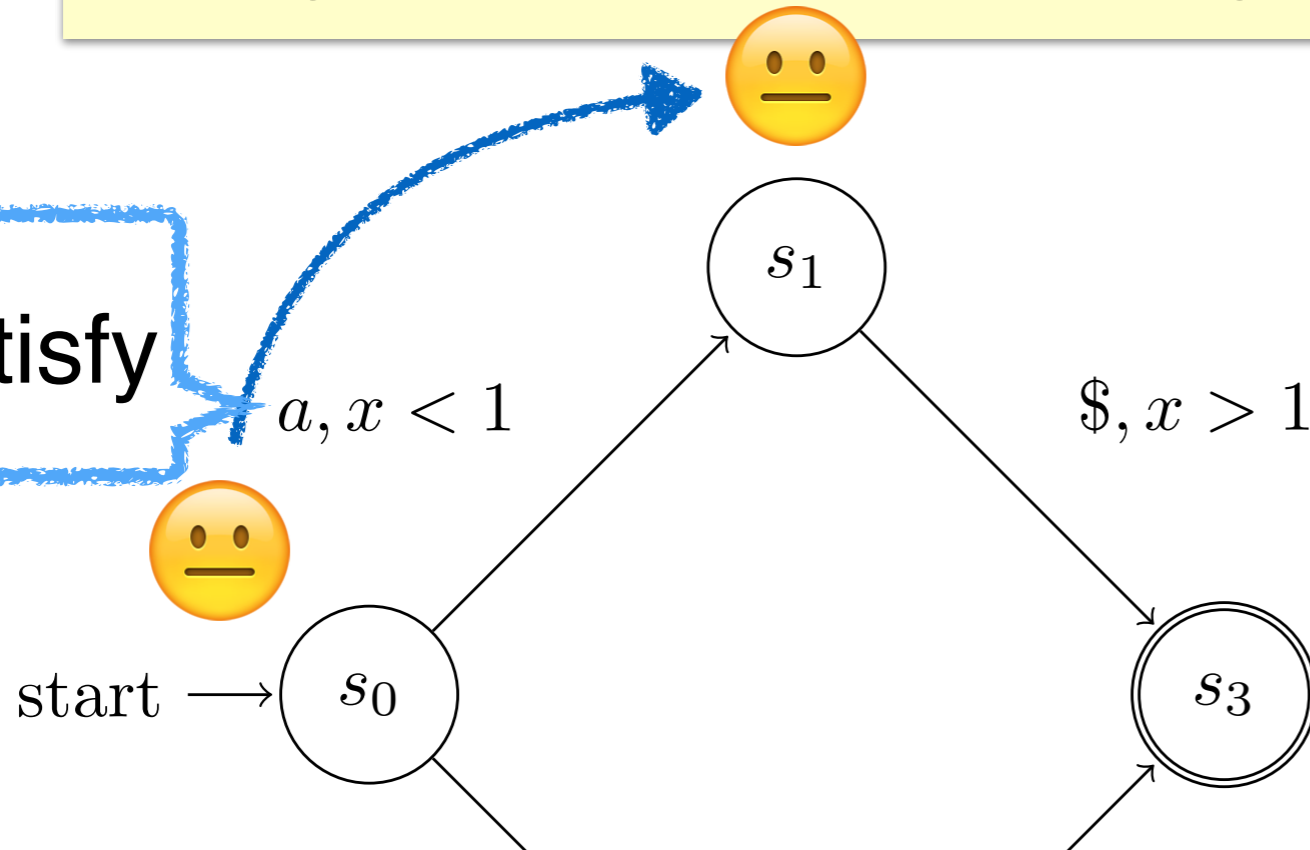 s₁
tisfy
a, x < 1
$, x > 1
start
s₀
s₃